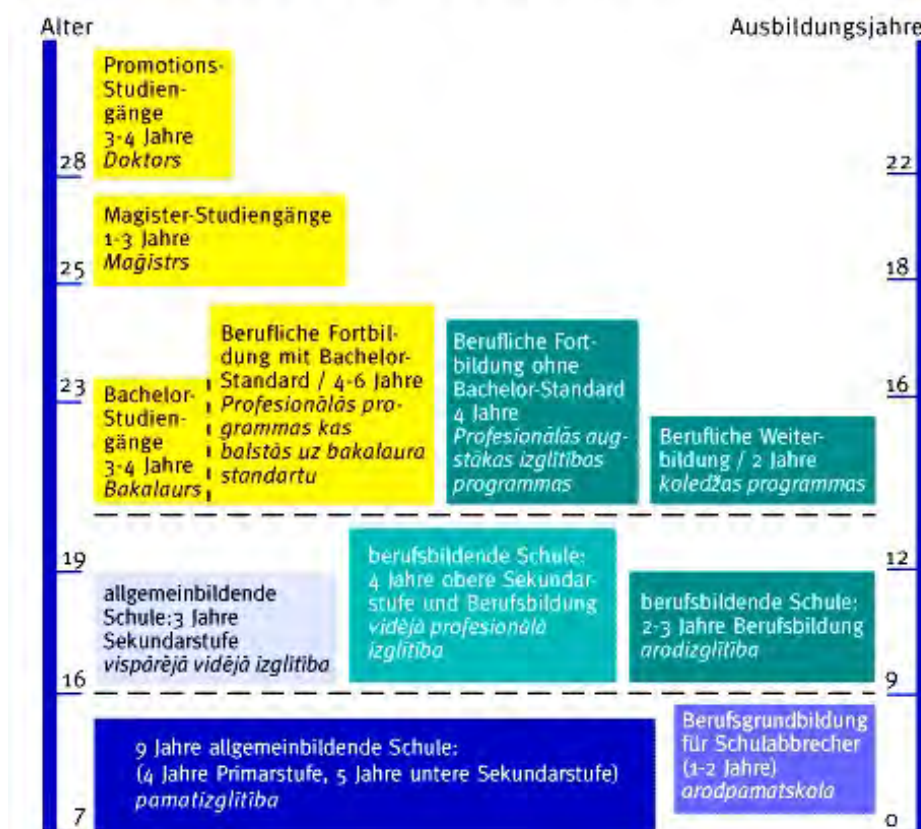 Alter
Ausbildungsjahre
Promotions-
Studien-
gänge
3-4 Jahre
Doktors
28
22
Magister-Studiengänge
1-3 Jahre
Maģistrs
25
18
Berufliche Fortbil-
dung mit Bachelor-
Standard / 4-6 Jahre
Profesionālās pro-
grammas kas
balstās uz bakalaura
standartu
Berufliche Fort-
bildung ohne
Bachelor-Standard
4 Jahre
Profesionālās aug-
stākas izglītības
programmas
23
16
Bachelor-
Studien-
gänge
3-4 Jahre
Bakalaurs
Berufliche Weiter-
bildung / 2 Jahre
koledžas programmas
19
12
allgemeinbildende
Schule:3 Jahre
Sekundarstufe
vispārējā vidējā izglītība
berufsbildende Schule:
4 Jahre obere Sekundar-
stufe und Berufsbildung
vidējā profesionālā
izglītība
berufsbildende Schule:
2-3 Jahre Berufsbildung
arodizglītība
16
9
9 Jahre allgemeinbildende Schule:
(4 Jahre Primarstufe, 5 Jahre untere Sekundarstufe)
pamatizglītība
Berufsgrundbildung
für Schulabbrecher
(1-2 Jahre)
arodpamatskola
7
0